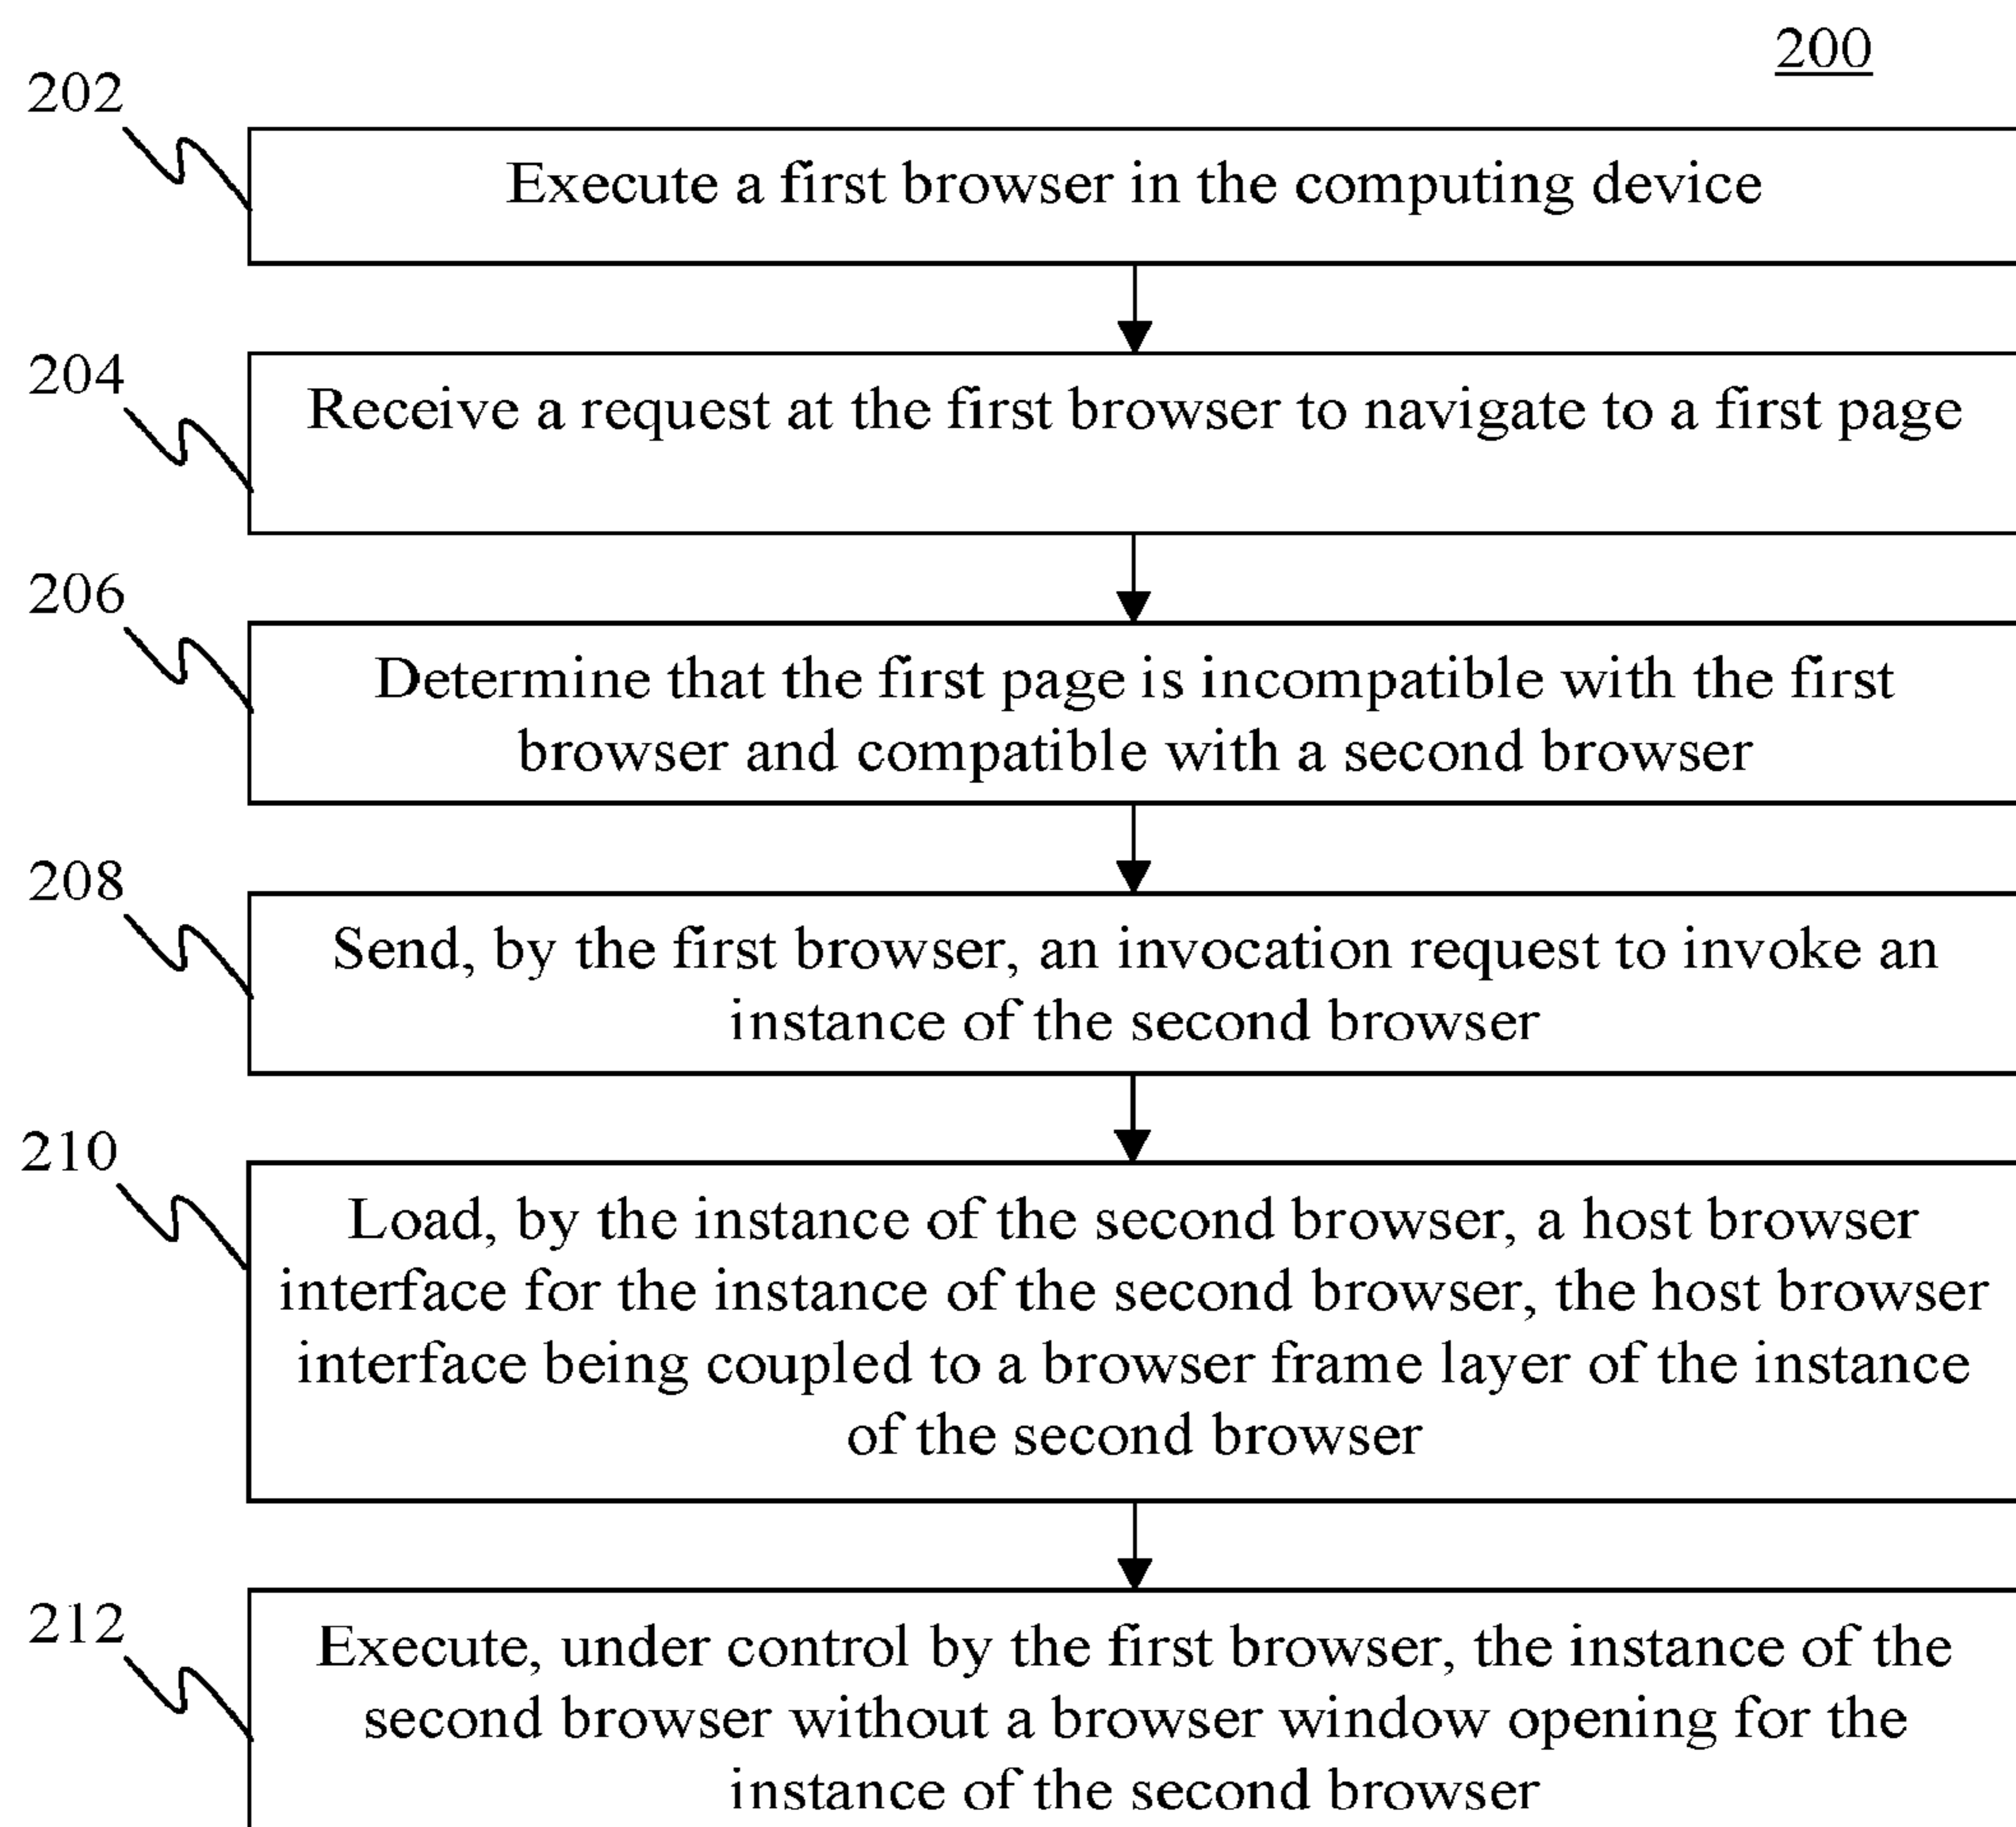 200
202
Execute a first browser in the computing device
204
Receive a request at the first browser to navigate to a first page
206
Determine that the first page is incompatible with the first
browser and compatible with a second browser
208
Send, by the first browser, an invocation request to invoke an
instance of the second browser
210
Load, by the instance of the second browser, a host browser
interface for the instance of the second browser, the host browser
interface being coupled to a browser frame layer of the instance
of the second browser
212
Execute, under control by the first browser, the instance of the
second browser without a browser window opening for the
instance of the second browser